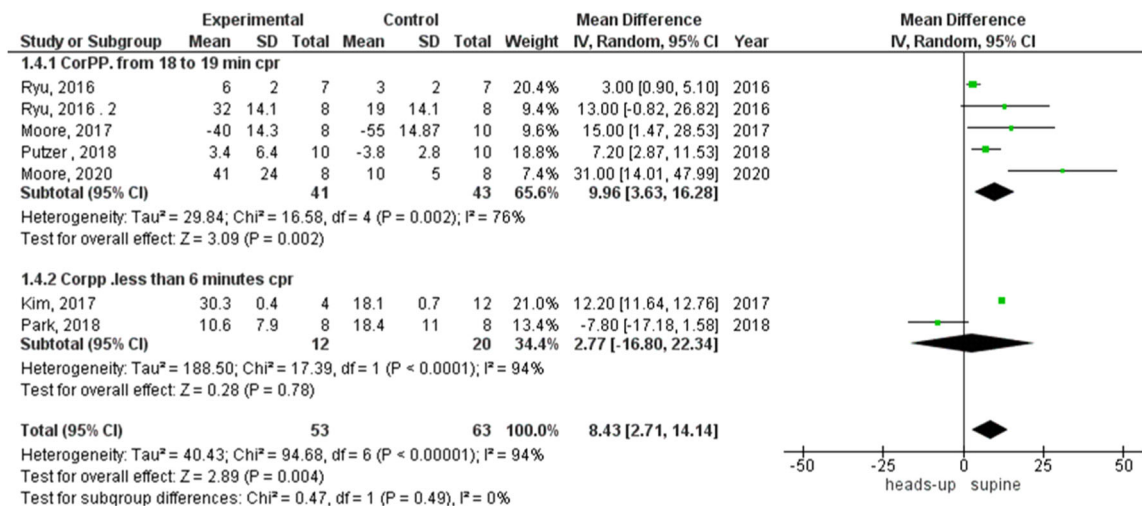 Experimental Control Mean Difference Mean Difference
Study or Subgroup Mean SD Total Mean SD Total Weight IV, Random, 95% CI Year IV, Random, 95% CI
1.4.1 CorPP. from 18 to 19 min cpr
Ryu, 2016 6 2 7 3 2 7 20.4% 3.00 [0.90, 5.10] 2016
Ryu, 2016 . 2 32 14.1 8 19 14.1 8 9.4% 13.00 [-0.82, 26.82] 2016
Moore, 2017 -40 14.3 8 -55 14.87 10 9.6% 15.00 [1.47, 28.53] 2017
Putzer, 2018 3.4 6.4 10 -3.8 2.8 10 18.8% 7.20 [2.87, 11.53] 2018
Moore, 2020 41 24 8 10 5 8 7.4% 31.00 [14.01, 47.99] 2020
Subtotal (95% CI) 41 43 65.6% 9.96 [3.63, 16.28]
Heterogeneity: Tau² = 29.84; Chi² = 16.58, df = 4 (P = 0.002); I² = 76%
Test for overall effect: Z = 3.09 (P = 0.002)
1.4.2 Corpp .less than 6 minutes cpr
Kim, 2017 30.3 0.4 4 18.1 0.7 12 21.0% 12.20 [11.64, 12.76] 2017
Park, 2018 10.6 7.9 8 18.4 11 8 13.4% -7.80 [-17.18, 1.58] 2018
Subtotal (95% CI) 12 20 34.4% 2.77 [-16.80, 22.34]
Heterogeneity: Tau² = 188.50; Chi² = 17.39, df = 1 (P < 0.0001); I² = 94%
Test for overall effect: Z = 0.28 (P = 0.78)
Total (95% CI) 53 63 100.0% 8.43 [2.71, 14.14]
Heterogeneity: Tau² = 40.43; Chi² = 94.68, df = 6 (P < 0.00001); I² = 94%
Test for overall effect: Z = 2.89 (P = 0.004)
Test for subgroup differences: Chi² = 0.47, df = 1 (P = 0.49), I² = 0%
-50 -25 0 25 50
heads-up supine